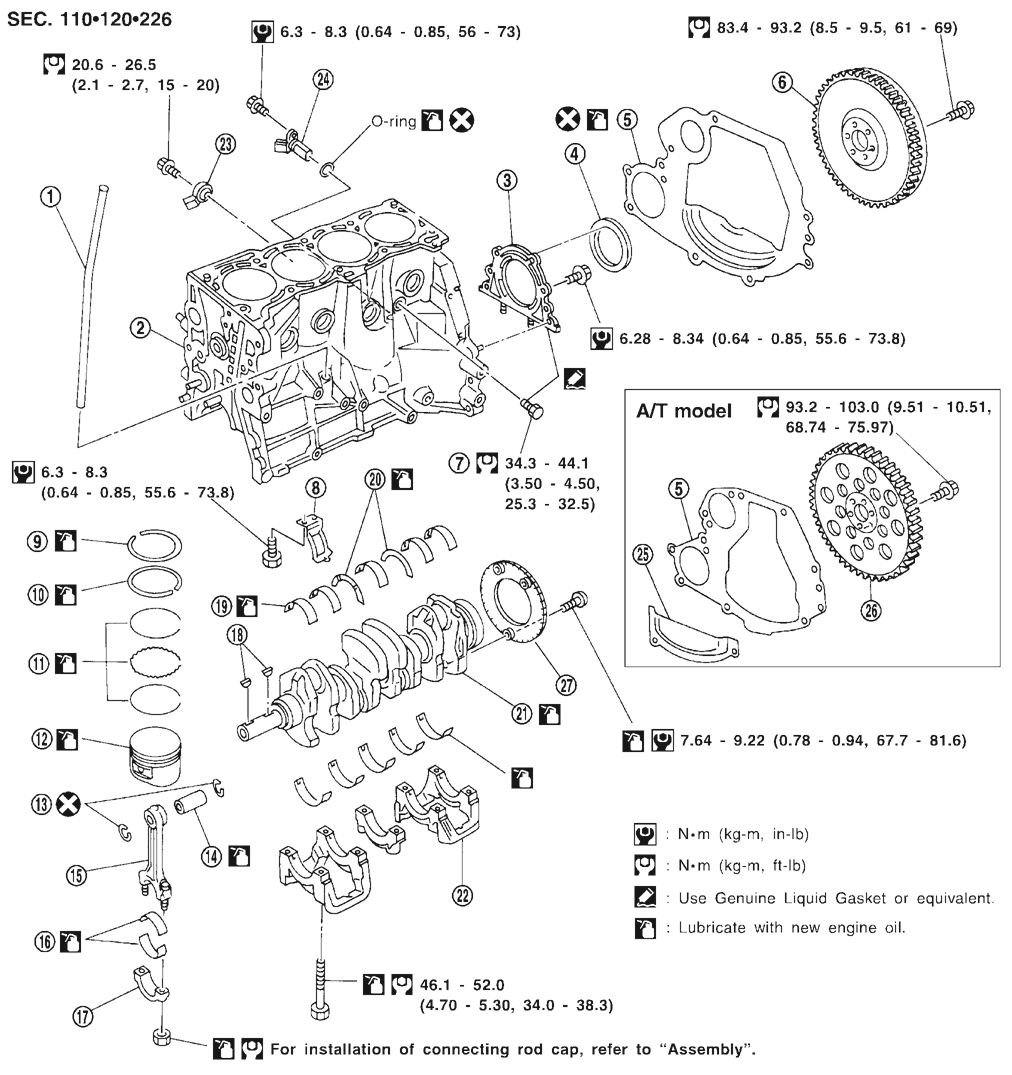 SEC. 110•120•226
6.3 - 8.3 (0.64 - 0.85, 56 - 73)
83.4 - 93.2 (8.5 - 9.5, 61 - 69)
20.6 - 26.5
(2.1 - 2.7, 15 - 20)
24
6
O-ring
5
23
4
3
1
2
6.28 - 8.34 (0.64 - 0.85, 55.6 - 73.8)
A/T model
93.2 - 103.0 (9.51 - 10.51,
68.74 - 75.97)
7
34.3 - 44.1
(3.50 - 4.50,
25.3 - 32.5)
6.3 - 8.3
(0.64 - 0.85, 55.6 - 73.8)
8
20
5
9
25
10
19
26
18
11
27
21
12
7.64 - 9.22 (0.78 - 0.94, 67.7 - 81.6)
13
14
15
22
: N•m (kg-m, in-lb)
: N•m (kg-m, ft-lb)
: Use Genuine Liquid Gasket or equivalent.
: Lubricate with new engine oil.
16
46.1 - 52.0
(4.70 - 5.30, 34.0 - 38.3)
17
For installation of connecting rod cap, refer to “Assembly”.